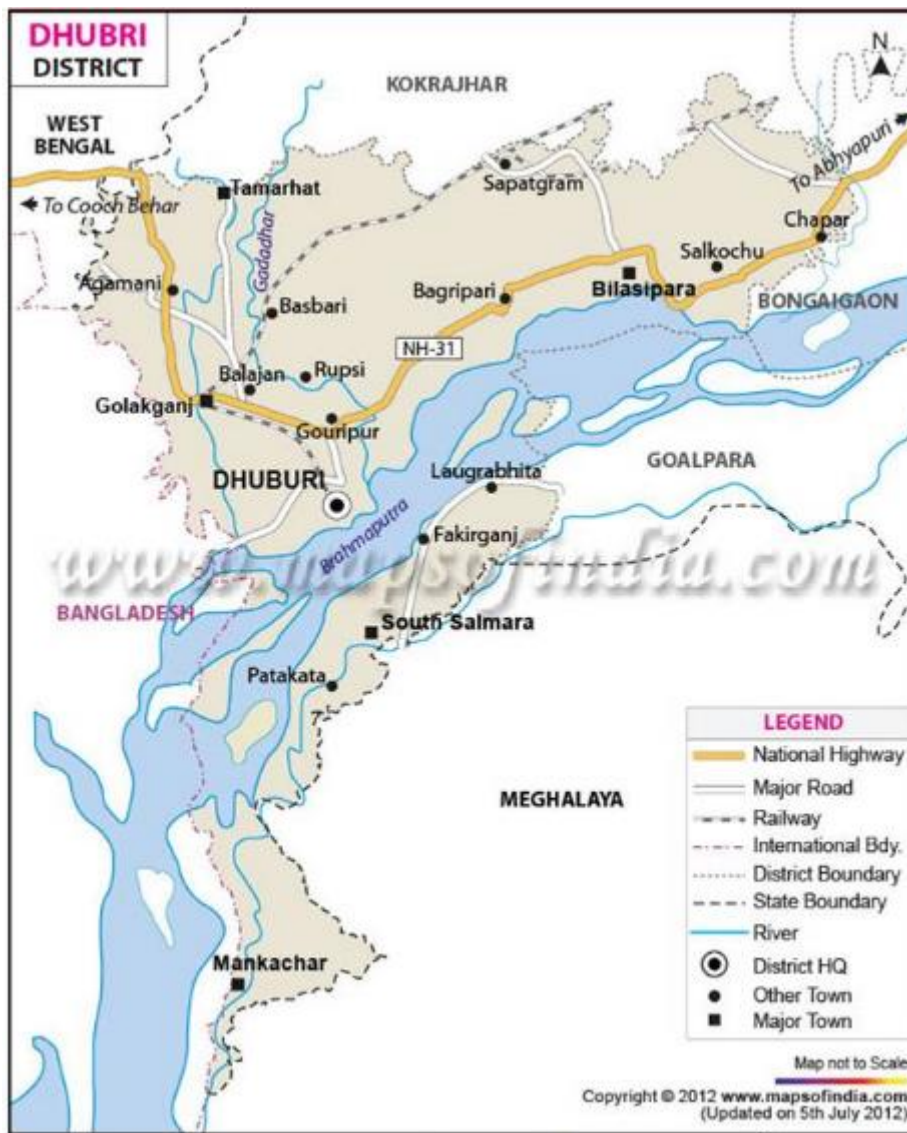 DHUBRI
DISTRICT
N
KOKRAJHAR
WEST
BENGAL
To Abhyapuri
To Cooch Behar
Tamarhat
Sapatgram
Gadadhar
Chapar
Salkochu
Agamani
Bagripari
Bilasipara
BONGAIGAON
Basbari
NH-31
Balajan
Rupsi
Golakganj
Gouripur
GOALPARA
Laugrabhita
DHUBURI
Fakirganj
Brahmaputra
www.mapsofindia.com
BANGLADESH
South Salmara
Patakata
MEGHALAYA
Mankachar
LEGEND
National Highway
Major Road
Railway
International Bdy.
District Boundary
State Boundary
River
District HQ
Other Town
Major Town
Map not to Scale
Copyright © 2012 www.mapsofindia.com
(Updated on 5th July 2012)